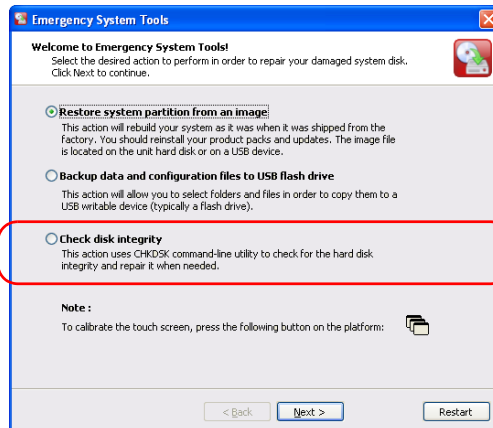 Emergency System Tools
Welcome to Emergency System Tools!
Select the desired action to perform in order to repair your damaged system disk.
Click Next to continue.
Restore system partition from an image
This action will rebuild your system as it was when it was shipped from the
factory. You should reinstall your product packs and updates. The image file
is located on the unit hard disk or on a USB device.
Backup data and configuration files to USB flash drive
This action will allow you to select folders and files in order to copy them to a
USB writable device (typically a flash drive).
Check disk integrity
This action uses CHKDSK command-line utility to check for the hard disk
integrity and repair it when needed.
Note :
To calibrate the touch screen, press the following button on the platform:
< Back
Next >
Restart